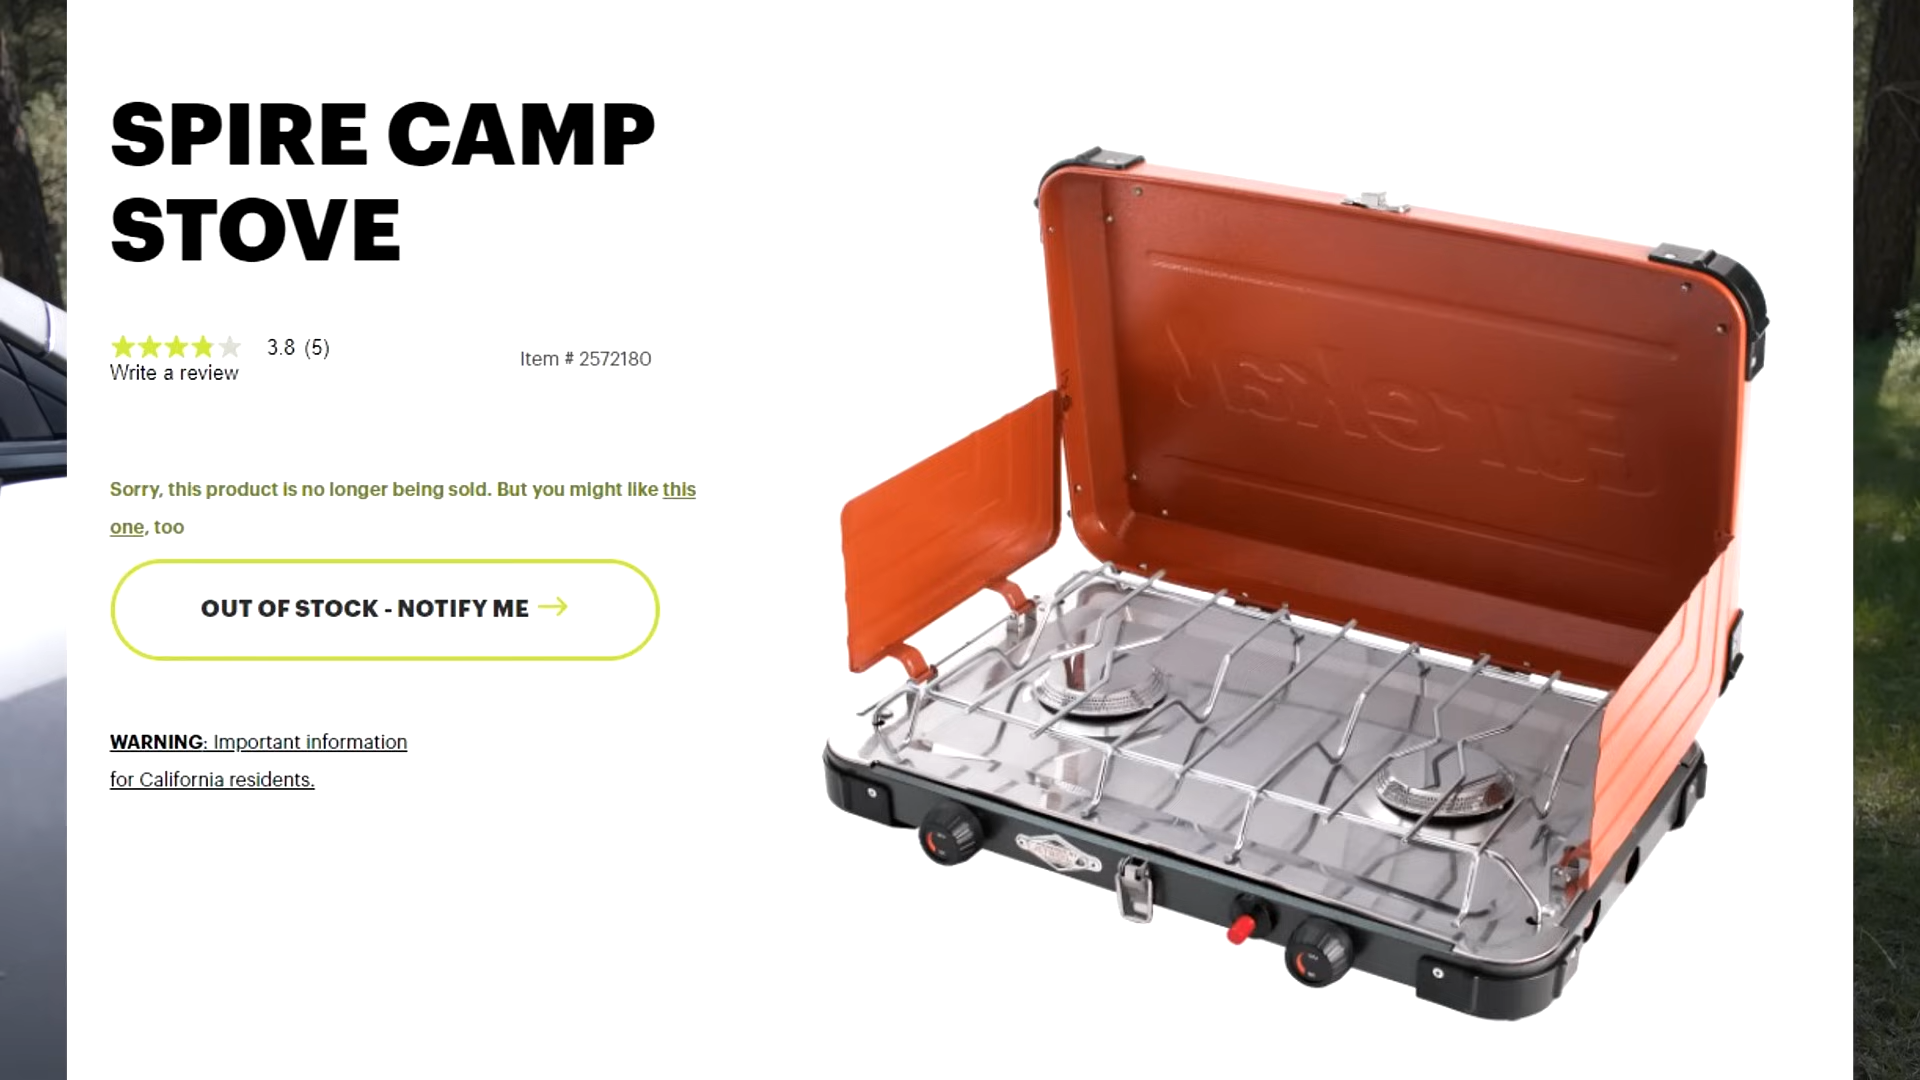 SPIRE CAMP
STOVE
3.8 (5)
Write a review
Item # 2572180
Sorry, this product is no longer being sold. But you might like this
one, too
OUT OF STOCK - NOTIFY ME
WARNING: Important information
for California residents.
Eureka!